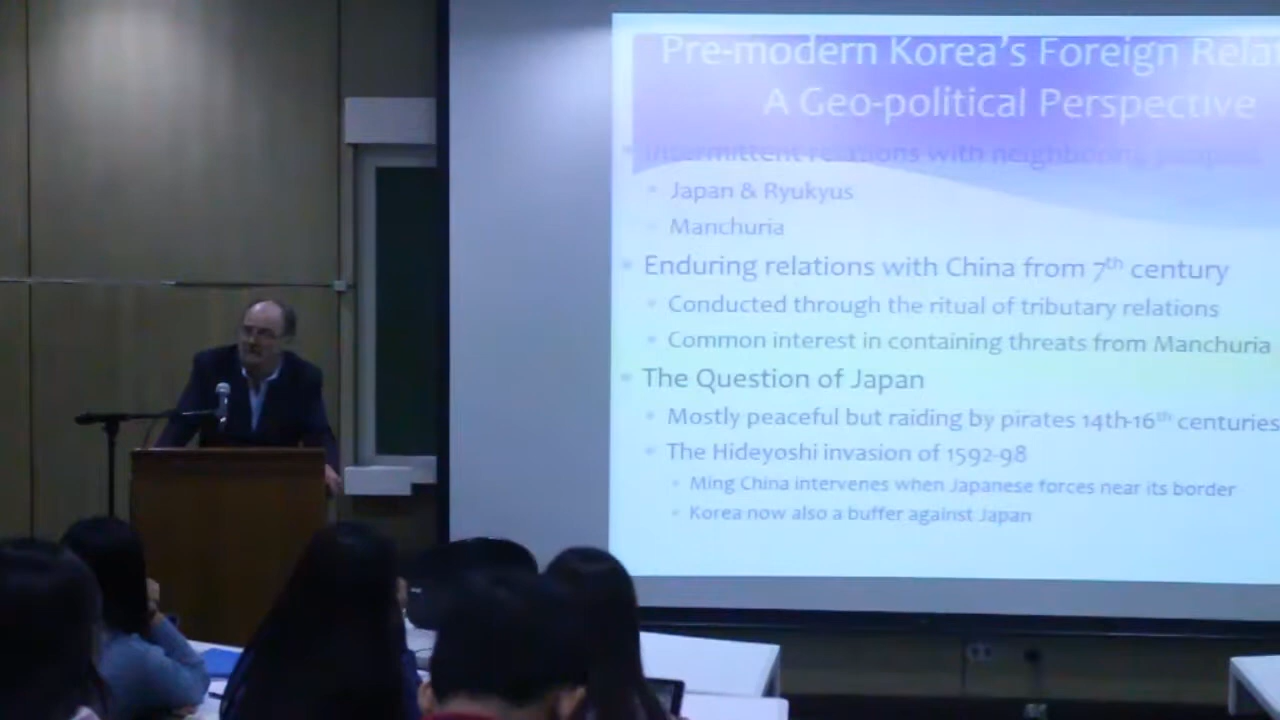 Pre-modern Korea's Foreign
A Geo-political Perspective
Intermittent relations with neighboring
Japan & Ryukyus
Manchuria
Enduring relations with China from 7th century
Conducted through the ritual of tributary relations
Common interest in containing threats from Manchuria
The Question of Japan
Mostly peaceful but raiding by pirates 14th-16th centuries
The Hideyoshi invasion of 1592-98
Ming China intervenes when Japanese forces near its border
Korea now also a buffer against Japan